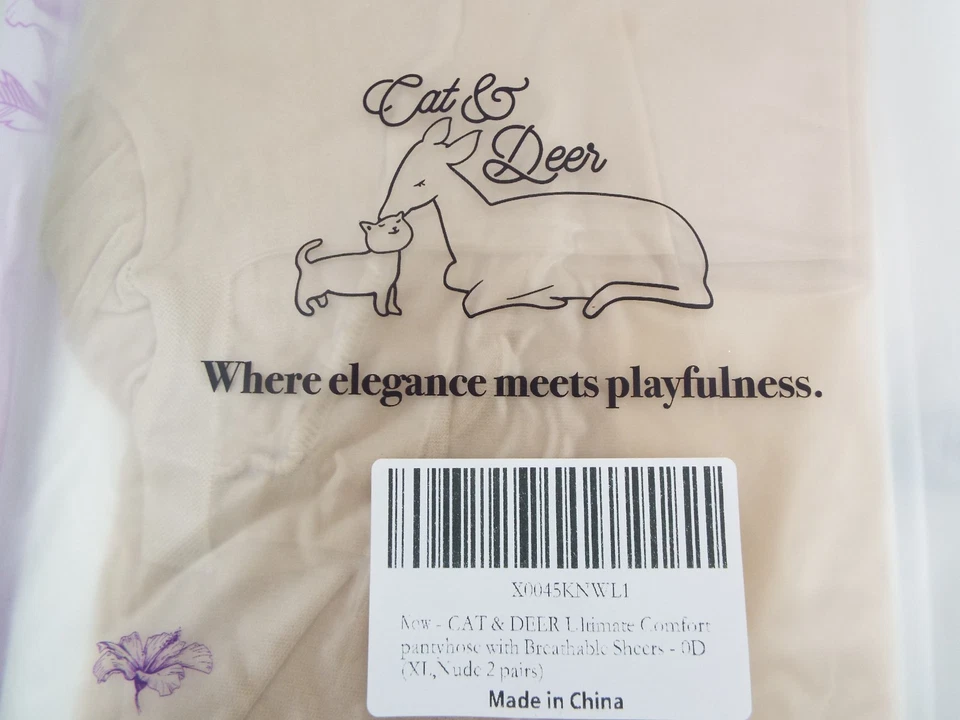 Cat &
Deer
Where elegance meets playfulness.
X0045KNWL1
New - CAT & DEER Ultimate Comfort
pantyhose with Breathable Sheers - 0D
(XL,Nude 2 pairs)
Made in China